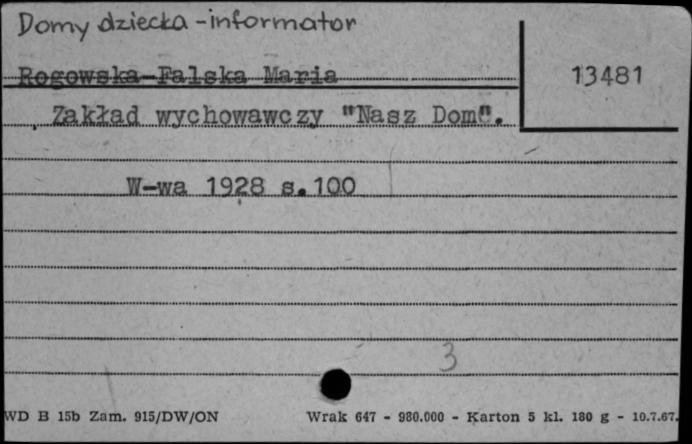 Domy dziecka - informator
Rogowska-Falska Maria
13481
Zakład wychowawczy "Nasz Dom".
W-wa 1928 s.100
3
WD B 15b Zam. 915/DW/ON Wrak 647 - 980.000 - Karton 5 kl. 180 g - 10.7.67.